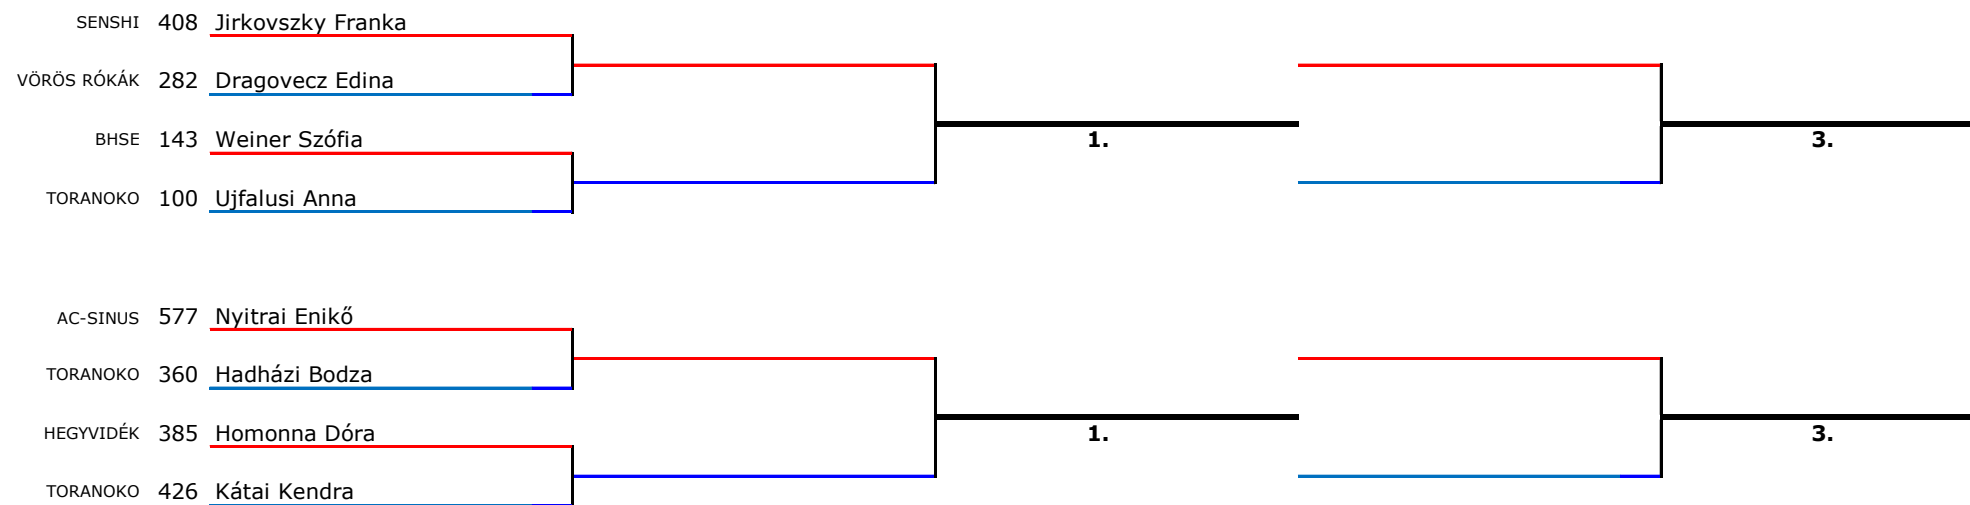 SENSHI 408 Jirkovszky Franka
VÖRÖS RÓKÁK 282 Dragovecz Edina
BHSE 143 Weiner Szófia
1.
3.
TORANOKO 100 Ujfalusi Anna
AC-SINUS 577 Nyitrai Enikő
TORANOKO 360 Hadházi Bodza
HEGYVIDÉK 385 Homonna Dóra
1.
3.
TORANOKO 426 Kátai Kendra